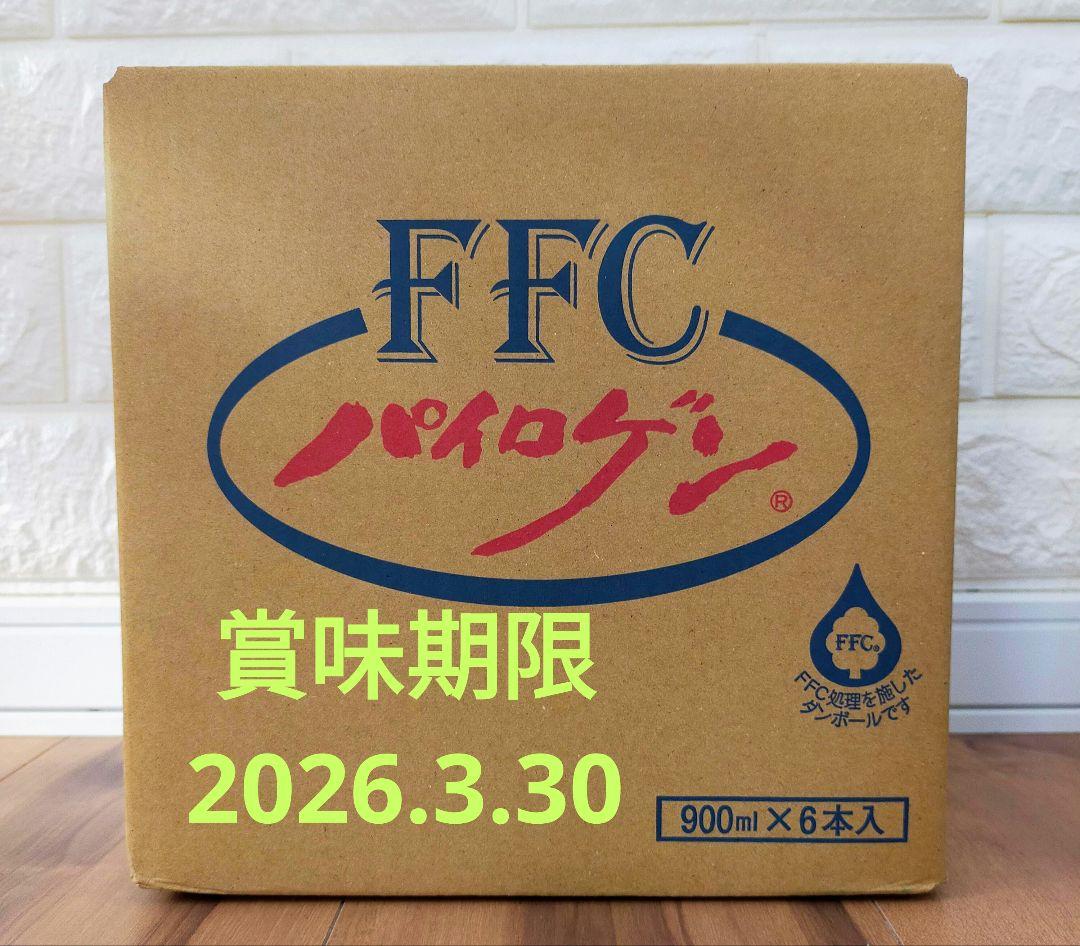 FFC
パイロゲン
®
賞味期限
2026.3.30
FFC®
FFC処理を施した
ダンボールです
900ml×6本入